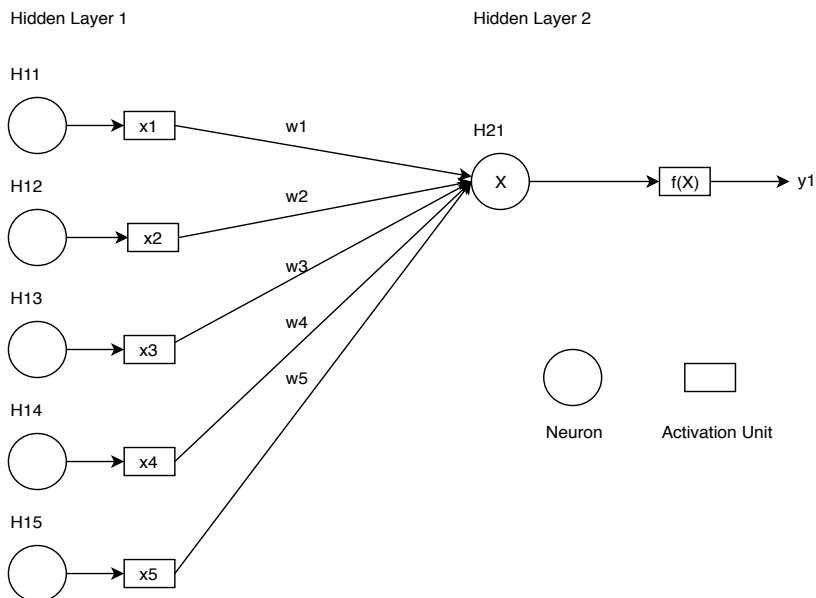 Hidden Layer 1
Hidden Layer 2
H11
x1
w1
H21
X
f(X)
y1
H12
x2
w2
H13
x3
w3
H14
x4
w4
H15
x5
w5
Neuron
Activation Unit